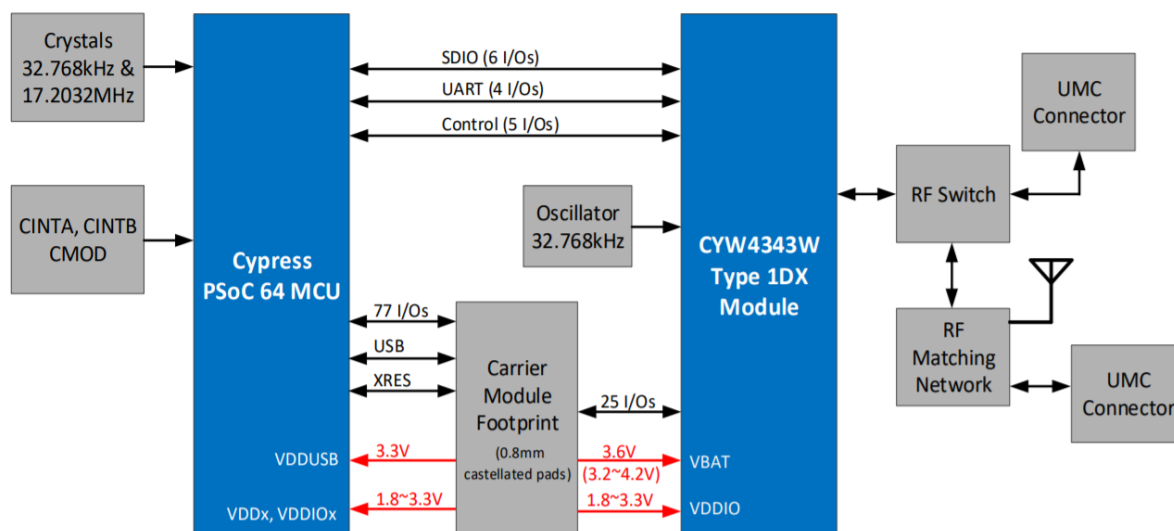 Crystals
32.768kHz &
17.2032MHz
CINTA, CINTB
CMOD
Cypress
PSoC 64 MCU
VDDUSB
VDDx, VDDIOx
SDIO (6 I/Os)
UART (4 I/Os)
Control (5 I/Os)
Oscillator
32.768kHz
77 I/Os
USB
XRES
3.3V
1.8~3.3V
Carrier
Module
Footprint
(0.8mm
castellated pads)
25 I/Os
3.6V
(3.2~4.2V)
1.8~3.3V
CYW4343W
Type 1DX
Module
VBAT
VDDIO
RF Switch
UMC
Connector
RF
Matching
Network
UMC
Connector